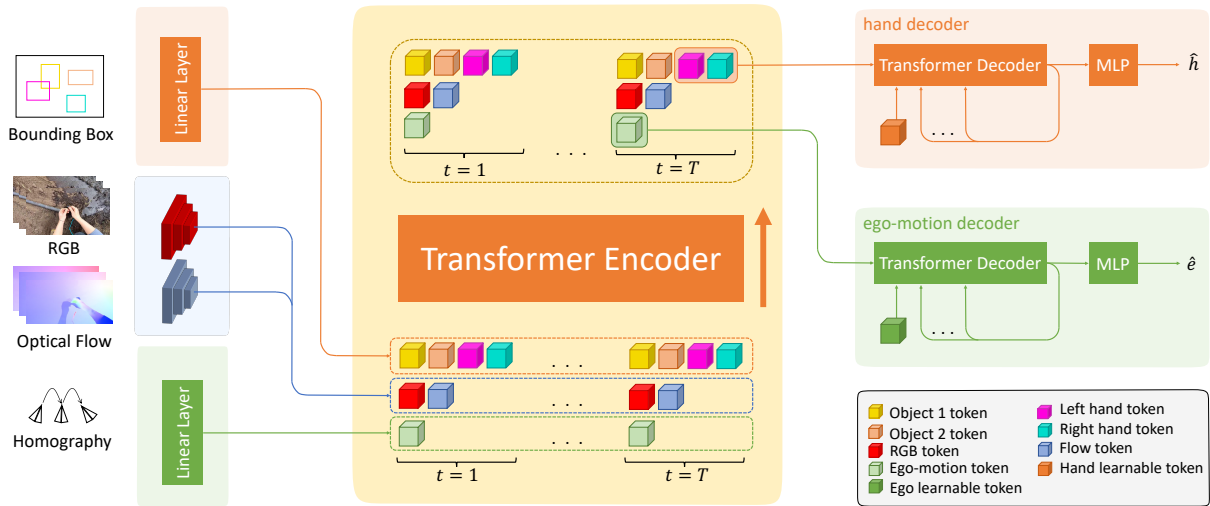 Bounding Box
RGB
Optical Flow
Homography
Linear Layer
Linear Layer
t = 1
. . .
t = T
Transformer Encoder
. . .
. . .
. . .
t = 1
t = T
hand decoder
Transformer Decoder
MLP
ĥ
. . .
ego-motion decoder
Transformer Decoder
MLP
ê
. . .
Object 1 token
Object 2 token
RGB token
Ego-motion token
Ego learnable token
Left hand token
Right hand token
Flow token
Hand learnable token